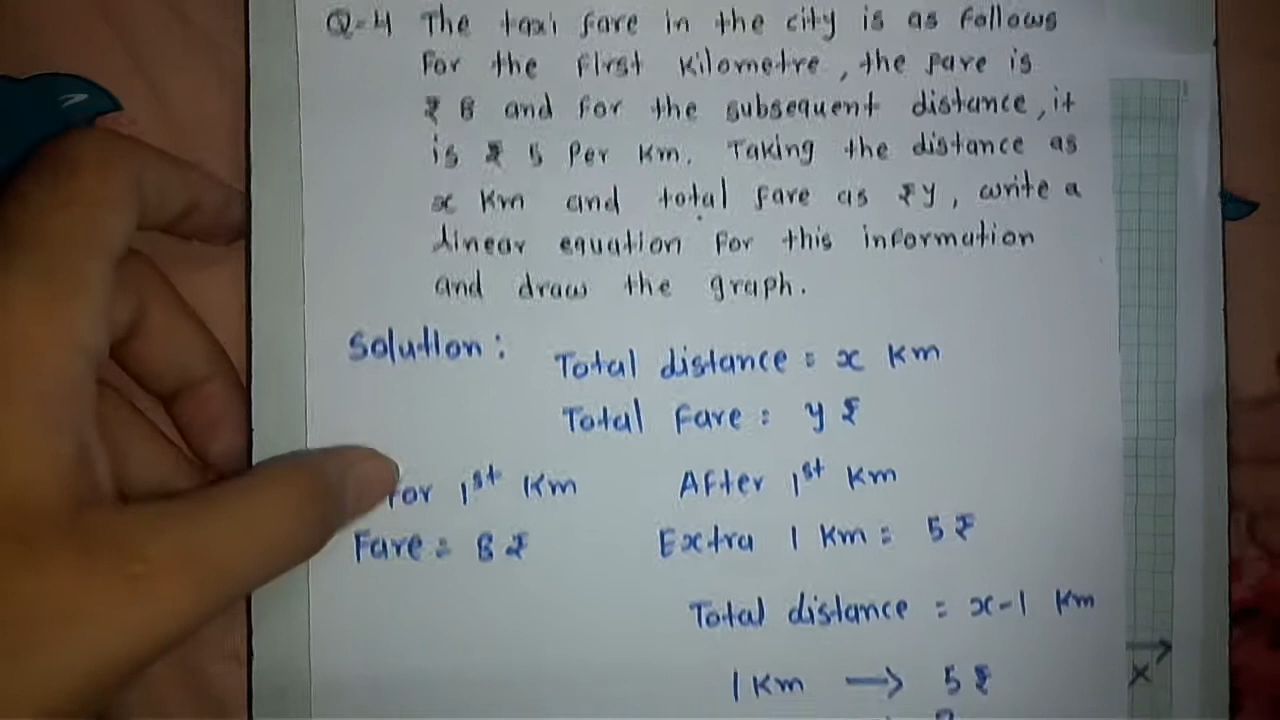 Q-4 The taxi fare in the city is as follows
For the first kilometre, the fare is
₹ 8 and for the subsequent distance, it
is ₹ 5 Per Km. Taking the distance as
x Km and total fare as ₹y, write a
linear equation for this information
and draw the graph.
Solution: Total distance = x Km
Total Fare = y ₹
For 1st Km After 1st Km
Fare = 8 ₹ Extra 1 Km = 5 ₹
Total distance = x-1 Km
1 Km → 5 ₹
X